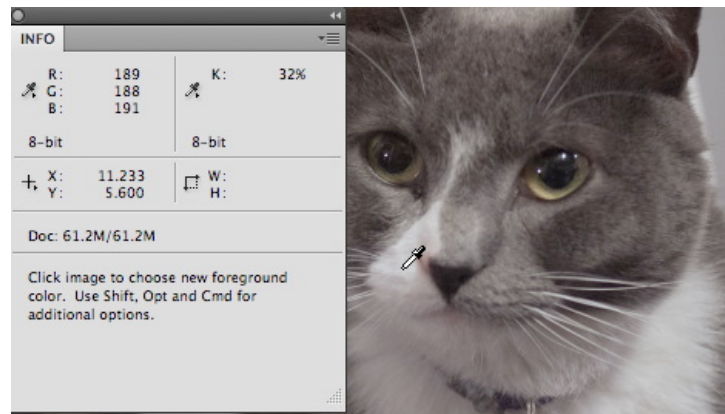 INFO
R: 189 K: 32%
G: 188
B: 191
8-bit 8-bit
X: 11.233 W:
Y: 5.600 H:
Doc: 61.2M/61.2M
Click image to choose new foreground
color. Use Shift, Opt and Cmd for
additional options.